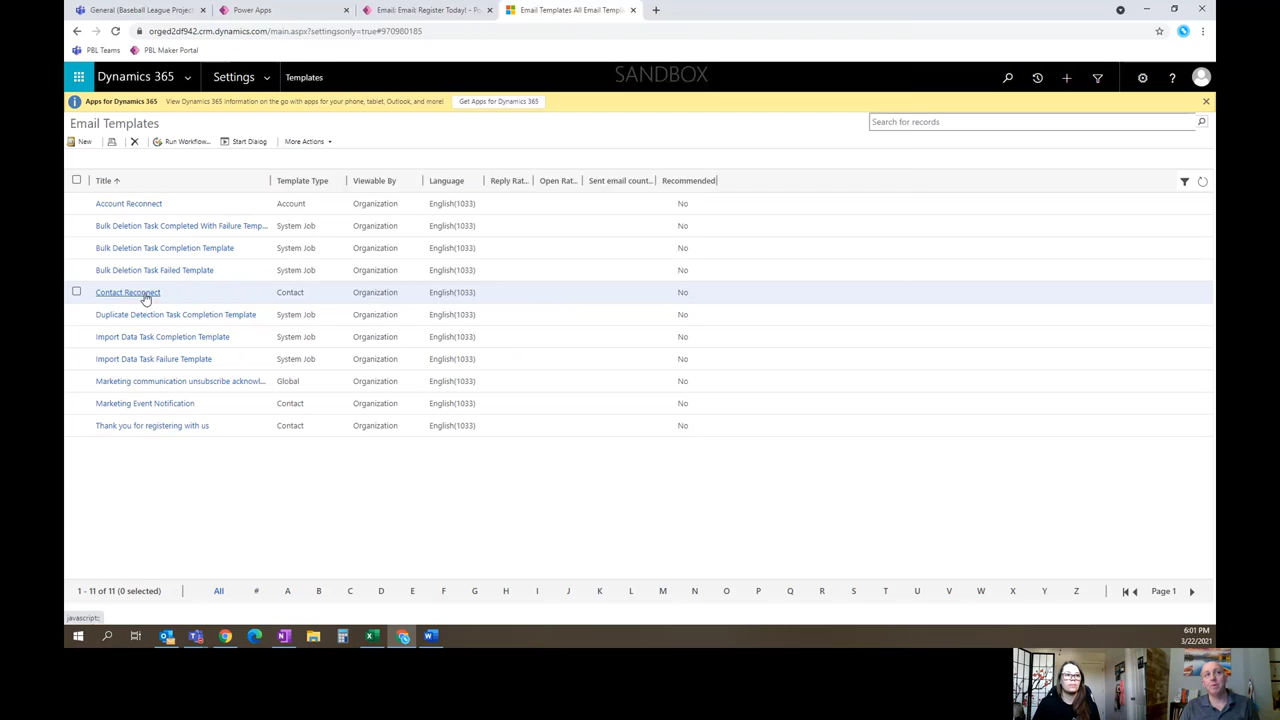 General (Baseball League Project
Power Apps
Email: Email: Register Today! - Po
Email Templates All Email Templ
orged2df942.crm.dynamics.com/main.aspx?settingsonly=true#970980185
PBL Teams
PBL Maker Portal
Dynamics 365
Settings
Templates
SANDBOX
Apps for Dynamics 365
View Dynamics 365 information on the go with apps for your phone, tablet, Outlook, and more!
Get Apps for Dynamics 365
Email Templates
Search for records
New
Run Workflow...
Start Dialog
More Actions
Title Template Type Viewable By Language Reply Rat... Open Rat... Sent email count... Recommended
Account Reconnect Account Organization English(1033) No
Bulk Deletion Task Completed With Failure Temp... System Job Organization English(1033) No
Bulk Deletion Task Completion Template System Job Organization English(1033) No
Bulk Deletion Task Failed Template System Job Organization English(1033) No
Contact Reconnect Contact Organization English(1033) No
Duplicate Detection Task Completion Template System Job Organization English(1033) No
Import Data Task Completion Template System Job Organization English(1033) No
Import Data Task Failure Template System Job Organization English(1033) No
Marketing communication unsubscribe acknowl... Global Organization English(1033) No
Marketing Event Notification Contact Organization English(1033) No
Thank you for registering with us Contact Organization English(1033) No
1 - 11 of 11 (0 selected)
All # A B C D E F G H I J K L M N O P Q R S T U V W X Y Z
Page 1
javascript:;
6:01 PM
3/22/2021